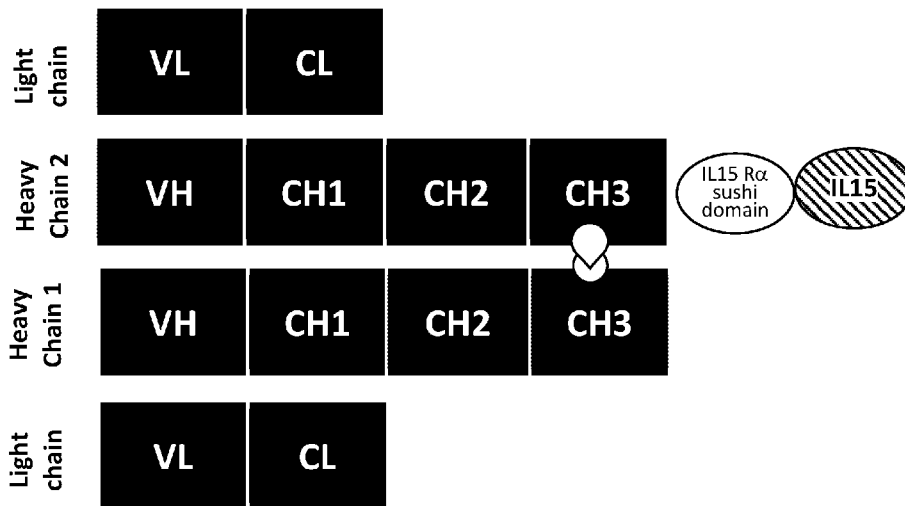 Light
chain
VL
CL
Heavy
Chain 2
VH
CH1
CH2
CH3
IL15 Rα
sushi
domain
IL15
Heavy
Chain 1
VH
CH1
CH2
CH3
Light
chain
VL
CL